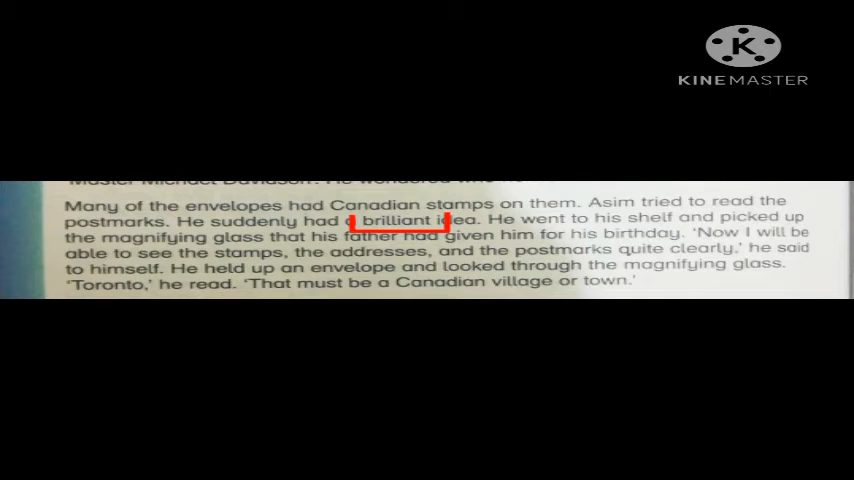 K
KINEMASTER
Many of the envelopes had Canadian stamps on them. Asim tried to read the
postmarks. He suddenly had a brilliant idea. He went to his shelf and picked up
the magnifying glass that his father had given him for his birthday. ‘Now I will be
able to see the stamps, the addresses, and the postmarks quite clearly,’ he said
to himself. He held up an envelope and looked through the magnifying glass.
‘Toronto,’ he read. ‘That must be a Canadian village or town.’